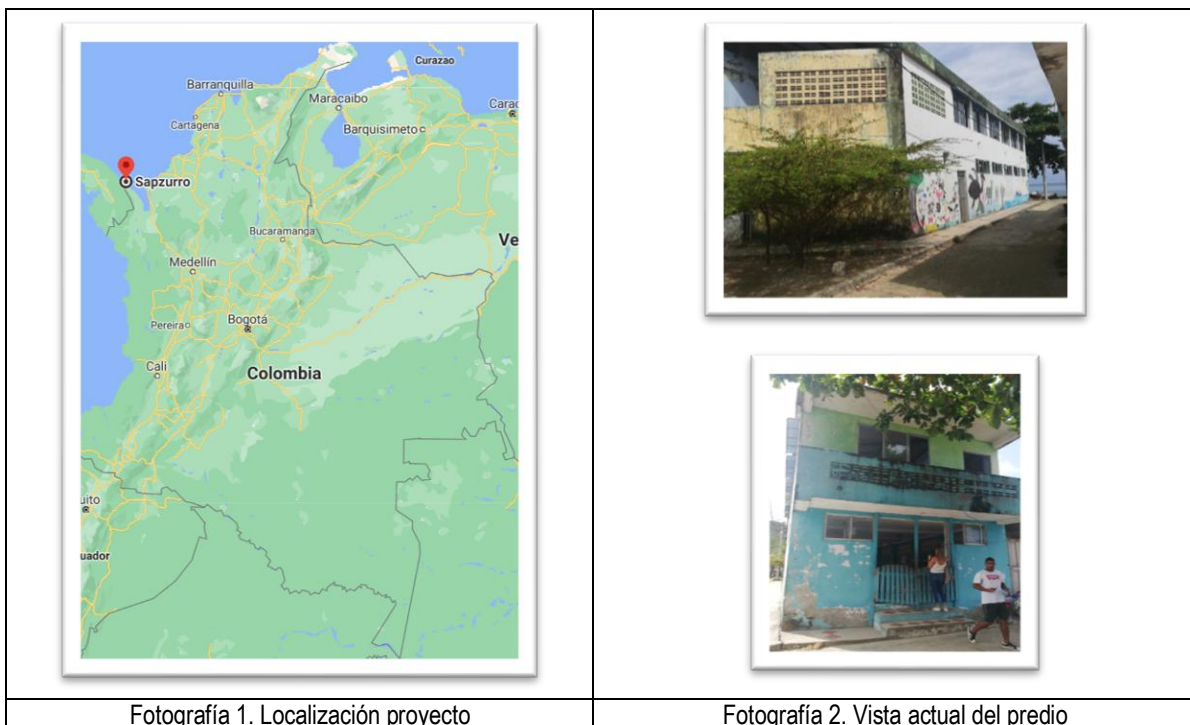 Curazao
Barranquilla
Maracaibo
Carac
Cartagena
Barquisimeto
Sapzurro
Bucaramanga
Ve
Medellín
Pereira
Bogotá
Cali
Colombia
uito
uador
Fotografía 1. Localización proyecto
Fotografía 2. Vista actual del predio